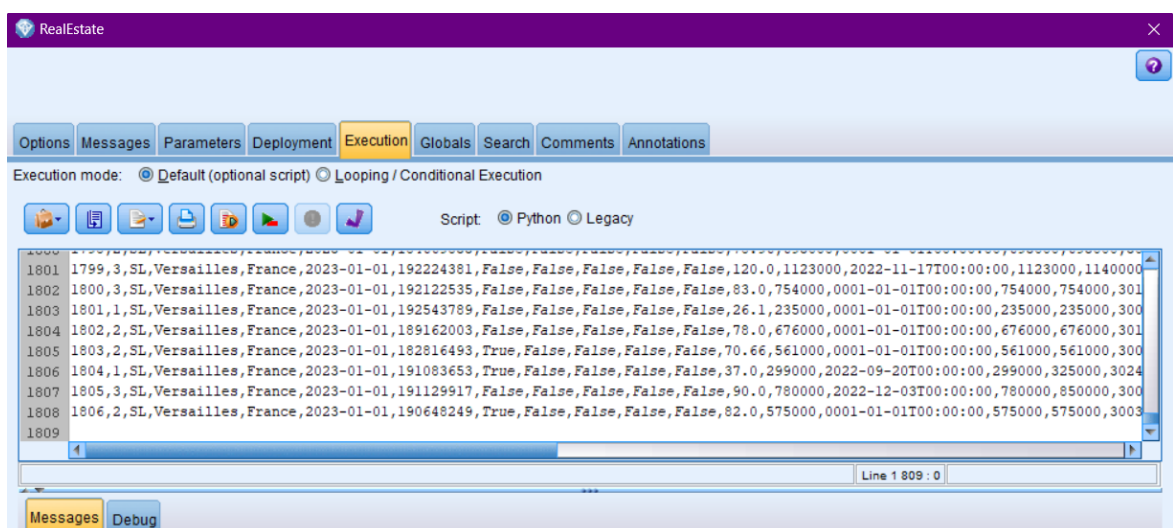 RealEstate
Options Messages Parameters Deployment Execution Globals Search Comments Annotations
Execution mode: Default (optional script) Looping / Conditional Execution
Script: Python Legacy
1801 1799,3,SL,Versailles,France,2023-01-01,192224381,False,False,False,False,False,120.0,1123000,2022-11-17T00:00:00,1123000,1140000
1802 1800,3,SL,Versailles,France,2023-01-01,192122535,False,False,False,False,False,83.0,754000,0001-01-01T00:00:00,754000,754000,301
1803 1801,1,SL,Versailles,France,2023-01-01,192543789,False,False,False,False,False,26.1,235000,0001-01-01T00:00:00,235000,235000,300
1804 1802,2,SL,Versailles,France,2023-01-01,189162003,False,False,False,False,False,78.0,676000,0001-01-01T00:00:00,676000,676000,301
1805 1803,2,SL,Versailles,France,2023-01-01,182816493,True,False,False,False,False,70.66,561000,0001-01-01T00:00:00,561000,561000,300
1806 1804,1,SL,Versailles,France,2023-01-01,191083653,True,False,False,False,False,37.0,299000,2022-09-20T00:00:00,299000,325000,3024
1807 1805,3,SL,Versailles,France,2023-01-01,191129917,False,False,False,False,False,90.0,780000,2022-12-03T00:00:00,780000,850000,300
1808 1806,2,SL,Versailles,France,2023-01-01,190648249,True,False,False,False,False,82.0,575000,0001-01-01T00:00:00,575000,575000,3003
1809
Line 1 809 : 0
Messages Debug